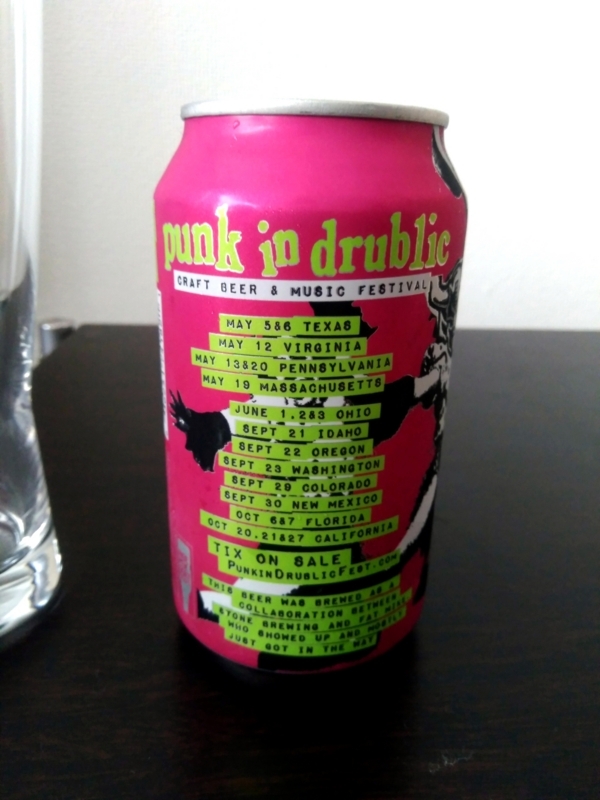 punk in drublic
CRAFT BEER & MUSIC FESTIVAL
MAY 5&6 TEXAS
MAY 12 VIRGINIA
MAY 13&20 PENNSYLVANIA
MAY 19 MASSACHUSETTS
JUNE 1,2&3 OHIO
SEPT 21 IDAHO
SEPT 22 OREGON
SEPT 23 WASHINGTON
SEPT 29 COLORADO
SEPT 30 NEW MEXICO
OCT 6&7 FLORIDA
OCT 20,21&27 CALIFORNIA
TIX ON SALE
PUNKINDRUBLICFEST.COM
THIS BEER WAS BREWED AS A
COLLABORATION BETWEEN
STONE BREWING AND FAT MIKE,
WHO SHOWED UP AND MOSTLY
JUST GOT IN THE WAY